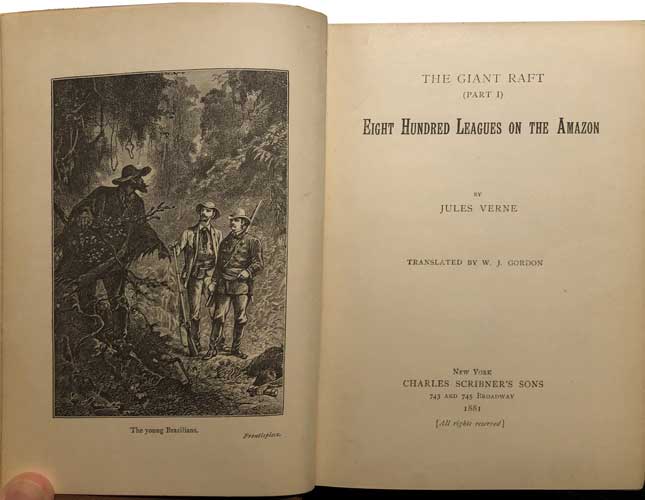 The young Brazilians.
Frontispiece.
THE GIANT RAFT
(PART I)
EIGHT HUNDRED LEAGUES ON THE AMAZON
BY
JULES VERNE
TRANSLATED BY W. J. GORDON
NEW YORK
CHARLES SCRIBNER'S SONS
743 AND 745 BROADWAY
1881
[All rights reserved]